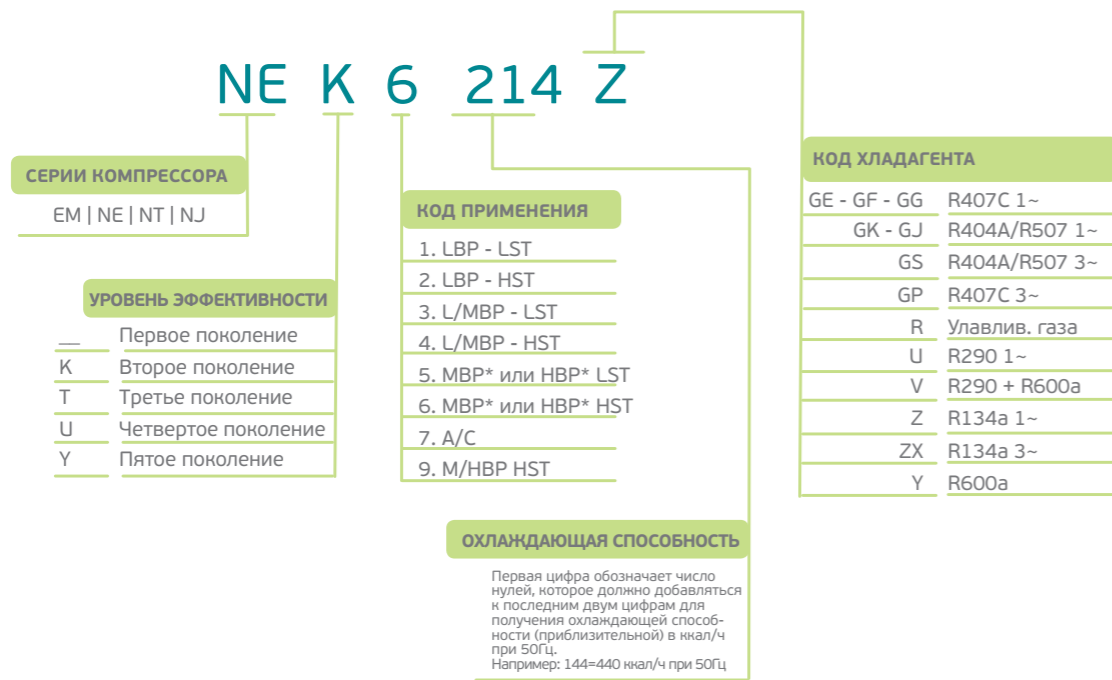 NE K 6 214 Z
СЕРИИ КОМПРЕССОРА
EM | NE | NT | NJ
УРОВЕНЬ ЭФФЕКТИВНОСТИ
__ Первое поколение
K Второе поколение
T Третье поколение
U Четвертое поколение
Y Пятое поколение
КОД ПРИМЕНЕНИЯ
1. LBP - LST
2. LBP - HST
3. L/MBP - LST
4. L/MBP - HST
5. MBP* или HBP* LST
6. MBP* или HBP* HST
7. A/C
9. M/HBP HST
ОХЛАЖДАЮЩАЯ СПОСОБНОСТЬ
Первая цифра обозначает число
нулей, которое должно добавляться
к последним двум цифрам для
получения охлаждающей способ-
ности (приблизительной) в ккал/ч
при 50Гц.
Например: 144=440 ккал/ч при 50Гц
КОД ХЛАДАГЕНТА
GE - GF - GG R407C 1~
GK - GJ R404A/R507 1~
GS R404A/R507 3~
GP R407C 3~
R Улавлив. газа
U R290 1~
V R290 + R600a
Z R134a 1~
ZX R134a 3~
Y R600a